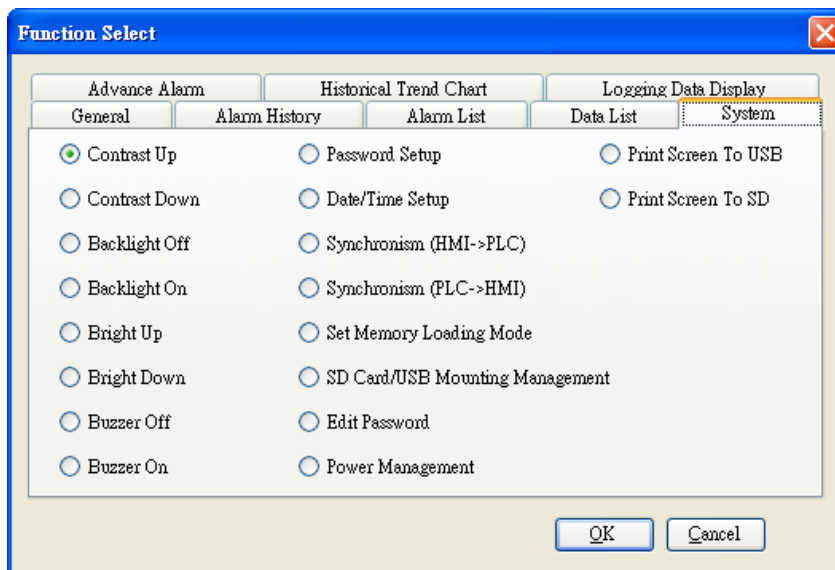 Function Select
Advance Alarm Historical Trend Chart Logging Data Display
General Alarm History Alarm List Data List System
Contrast Up Password Setup Print Screen To USB
Contrast Down Date/Time Setup Print Screen To SD
Backlight Off Synchronism (HMI->PLC)
Backlight On Synchronism (PLC->HMI)
Bright Up Set Memory Loading Mode
Bright Down SD Card/USB Mounting Management
Buzzer Off Edit Password
Buzzer On Power Management
OK Cancel